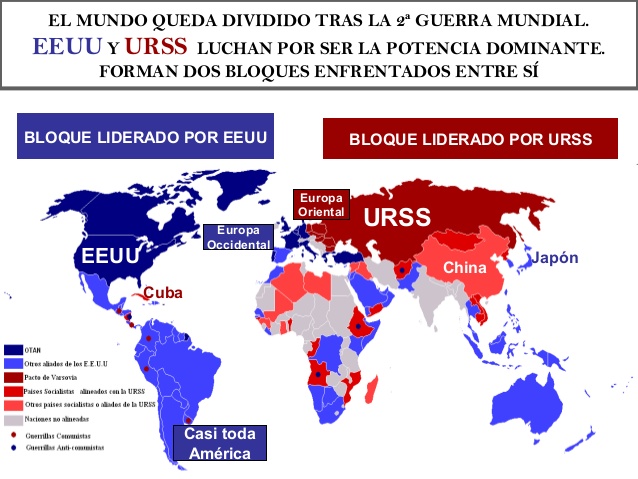 EL MUNDO QUEDA DIVIDIDO TRAS LA 2ª GUERRA MUNDIAL.
EEUU Y URSS LUCHAN POR SER LA POTENCIA DOMINANTE.
FORMAN DOS BLOQUES ENFRENTADOS ENTRE SÍ
BLOQUE LIDERADO POR EEUU
BLOQUE LIDERADO POR URSS
Europa
Oriental
URSS
Europa
Occidental
EEUU
China
Japón
Cuba
OTAN
Otros aliados de los E.E.U.U
Pacto de Varsovia
Países Socialistas alineados con la URSS
Otros países socialistas o aliados de la URSS
Naciones no alineadas
Guerrillas Comunistas
Guerrillas Anti-comunistas
Casi toda
América